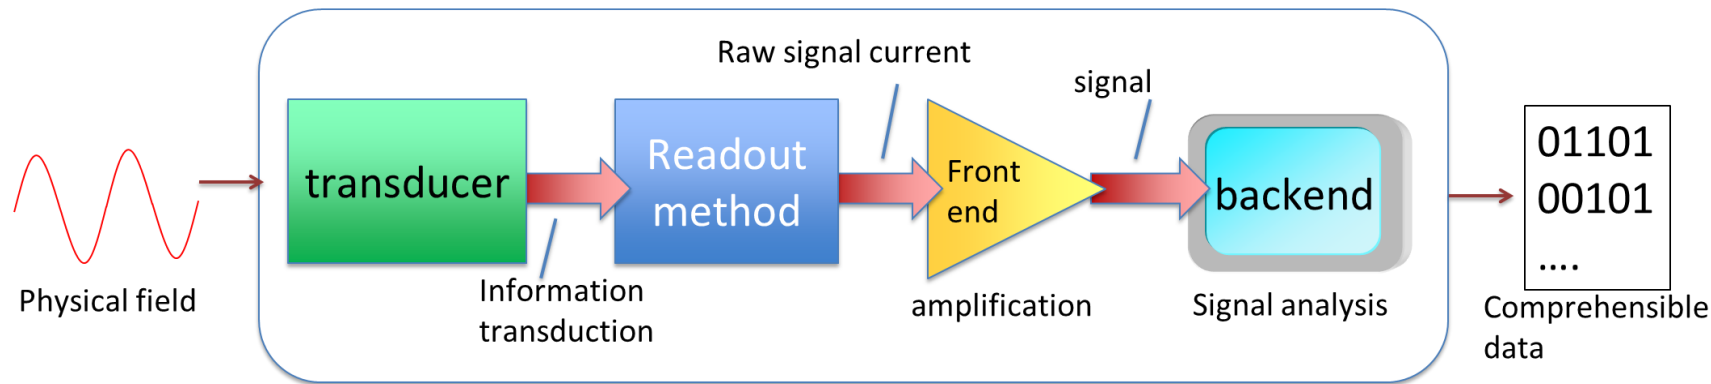 Physical field
transducer
Information
transduction
Readout
method
Raw signal current
Front
end
amplification
signal
backend
Signal analysis
01101
00101
....
Comprehensible
data